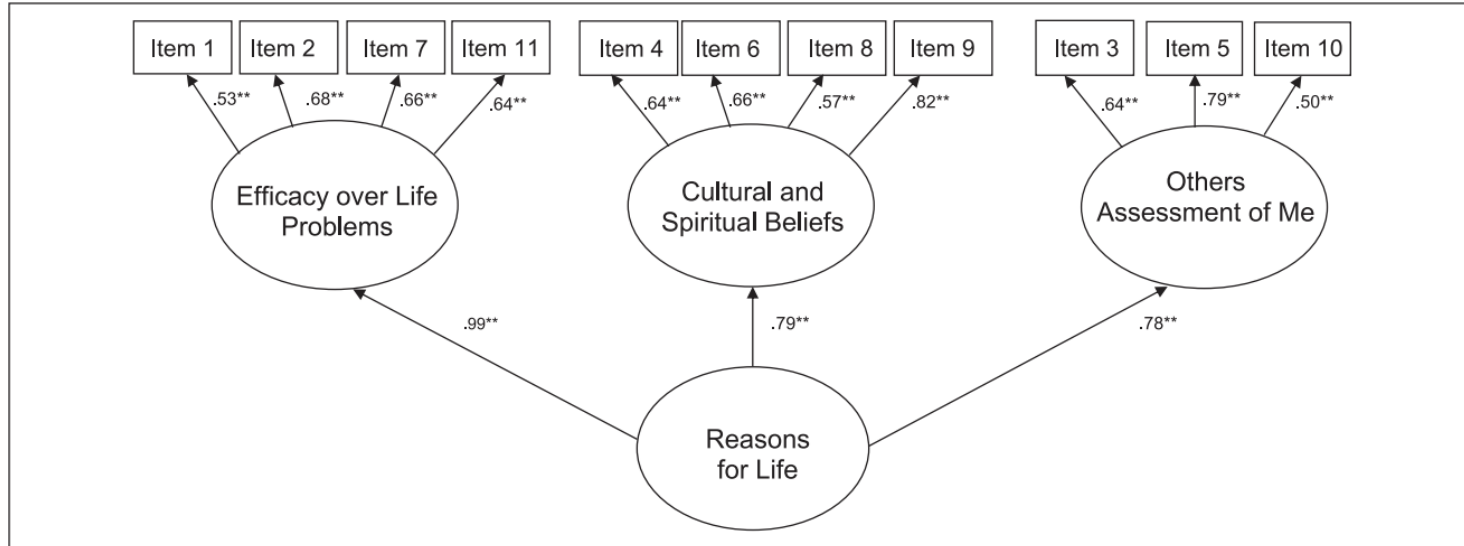 Item 1
Item 2
Item 7
Item 11
Item 4
Item 6
Item 8
Item 9
Item 3
Item 5
Item 10
.53**
.68**
.66**
.64**
.64**
.66**
.57**
.82**
.64**
.79**
.50**
Efficacy over Life
Problems
Cultural and
Spiritual Beliefs
Others
Assessment of Me
.99**
.79**
.78**
Reasons
for Life